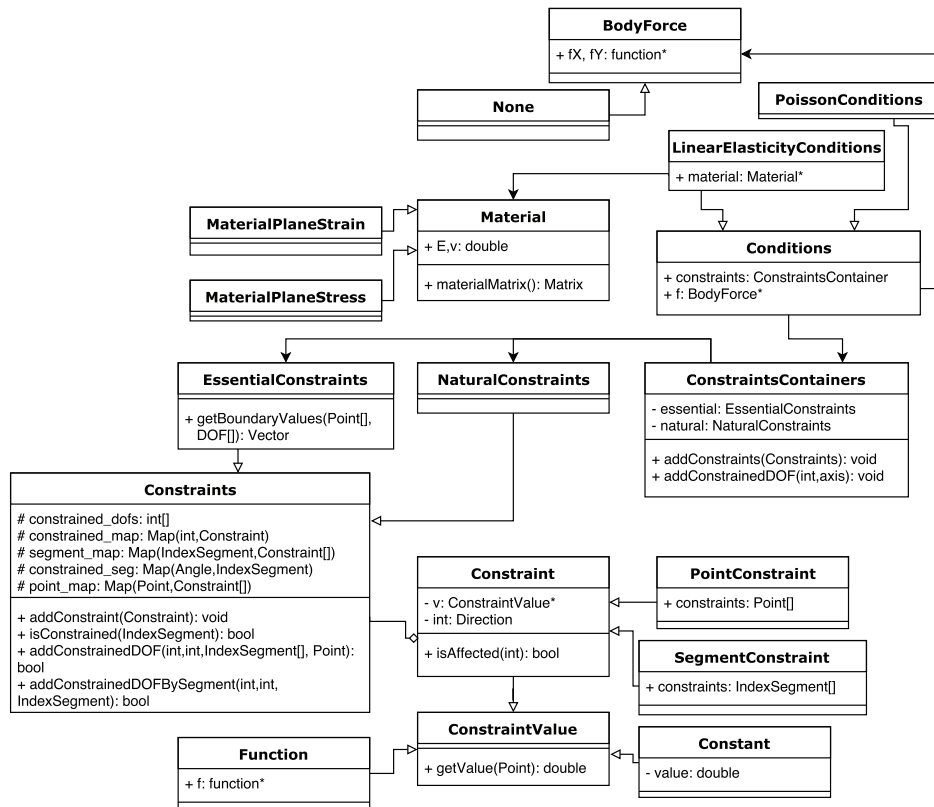 BodyForce
+ fX, fY: function*
None
PoissonConditions
LinearElasticityConditions
+ material: Material*
MaterialPlaneStrain
Material
+ E,v: double
+ materialMatrix(): Matrix
MaterialPlaneStress
Conditions
+ constraints: ConstraintsContainer
+ f: BodyForce*
EssentialConstraints
+ getBoundaryValues(Point[],
DOF[]): Vector
NaturalConstraints
ConstraintsContainers
- essential: EssentialConstraints
- natural: NaturalConstraints
+ addConstraints(Constraints): void
+ addConstrainedDOF(int,axis): void
Constraints
# constrained_dofs: int[]
# constrained_map: Map(int,Constraint)
# segment_map: Map(IndexSegment,Constraint[])
# constrained_seg: Map(Angle,IndexSegment)
# point_map: Map(Point,Constraint[])
+ addConstraint(Constraint): void
+ isConstrained(IndexSegment): bool
+ addConstrainedDOF(int,int,IndexSegment[], Point):
bool
+ addConstrainedDOFBySegment(int,int,
IndexSegment): bool
Constraint
- v: ConstraintValue*
- int: Direction
+ isAffected(int): bool
PointConstraint
+ constraints: Point[]
SegmentConstraint
+ constraints: IndexSegment[]
Function
+ f: function*
ConstraintValue
+ getValue(Point): double
Constant
- value: double